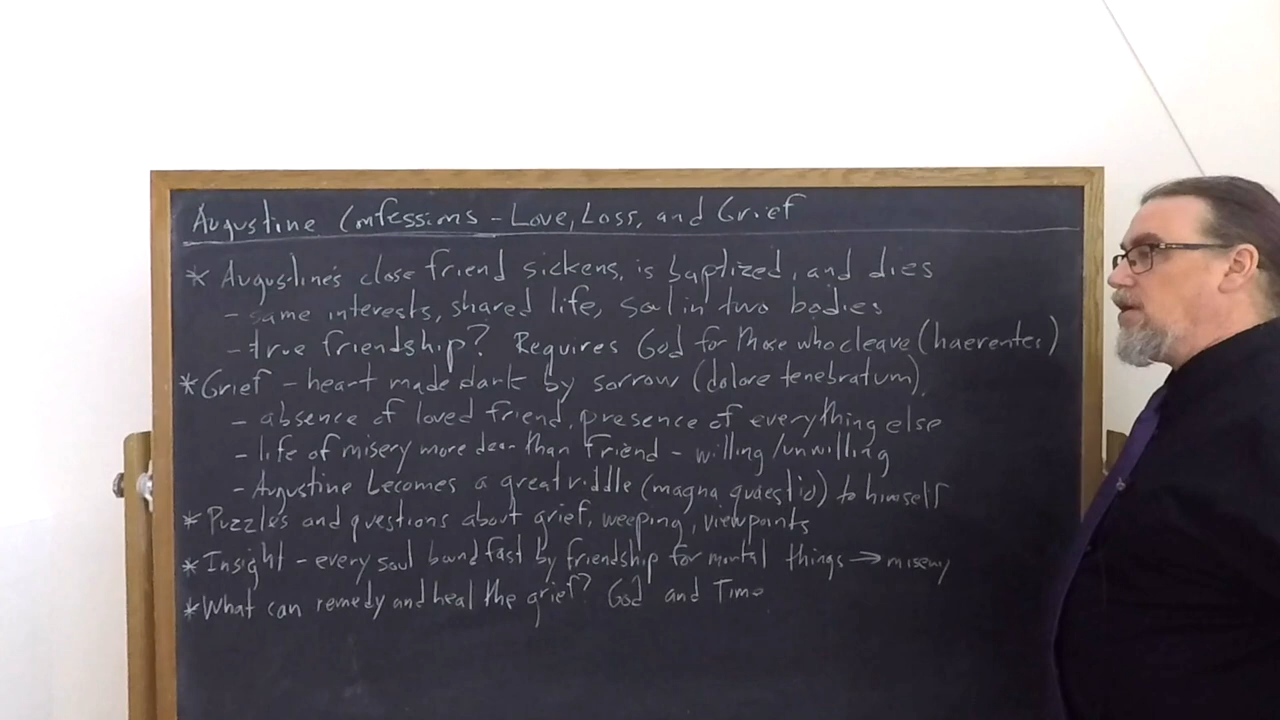 Augustine Confessions - Love, Loss, and Grief
* Augustine's close friend sickens, is baptized, and dies
- same interests, shared life, soul in two bodies
- true friendship? Requires God for those who cleave (haerentes)
* Grief - heart made dark by sorrow (dolore tenebratum)
- absence of loved friend, presence of everything else
- life of misery more dear than friend - willing/unwilling
- Augustine becomes a great riddle (magna quaestio) to himself
* Puzzles and questions about grief, weeping, viewpoints
* Insight - every soul bound fast by friendship for mortal things → misery
* What can remedy and heal the grief? God and Time